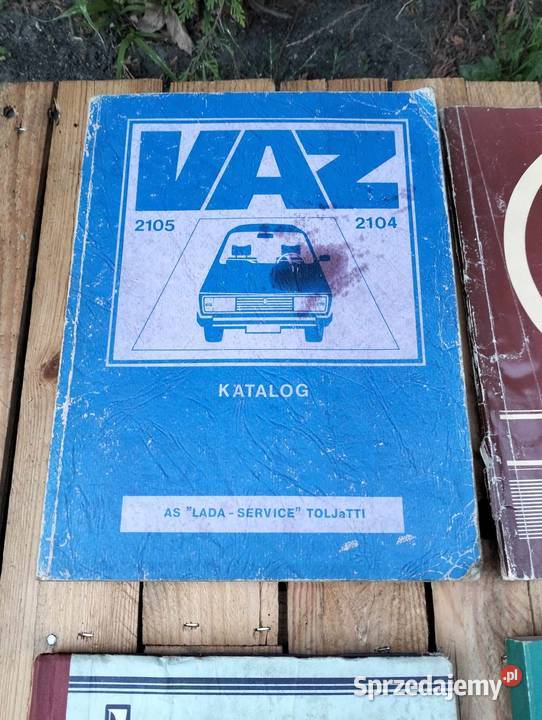 VAZ
2105
2104
KATALOG
AS "LADA - SERVICE" TOLJaTTI
Sprzedajemy.pl